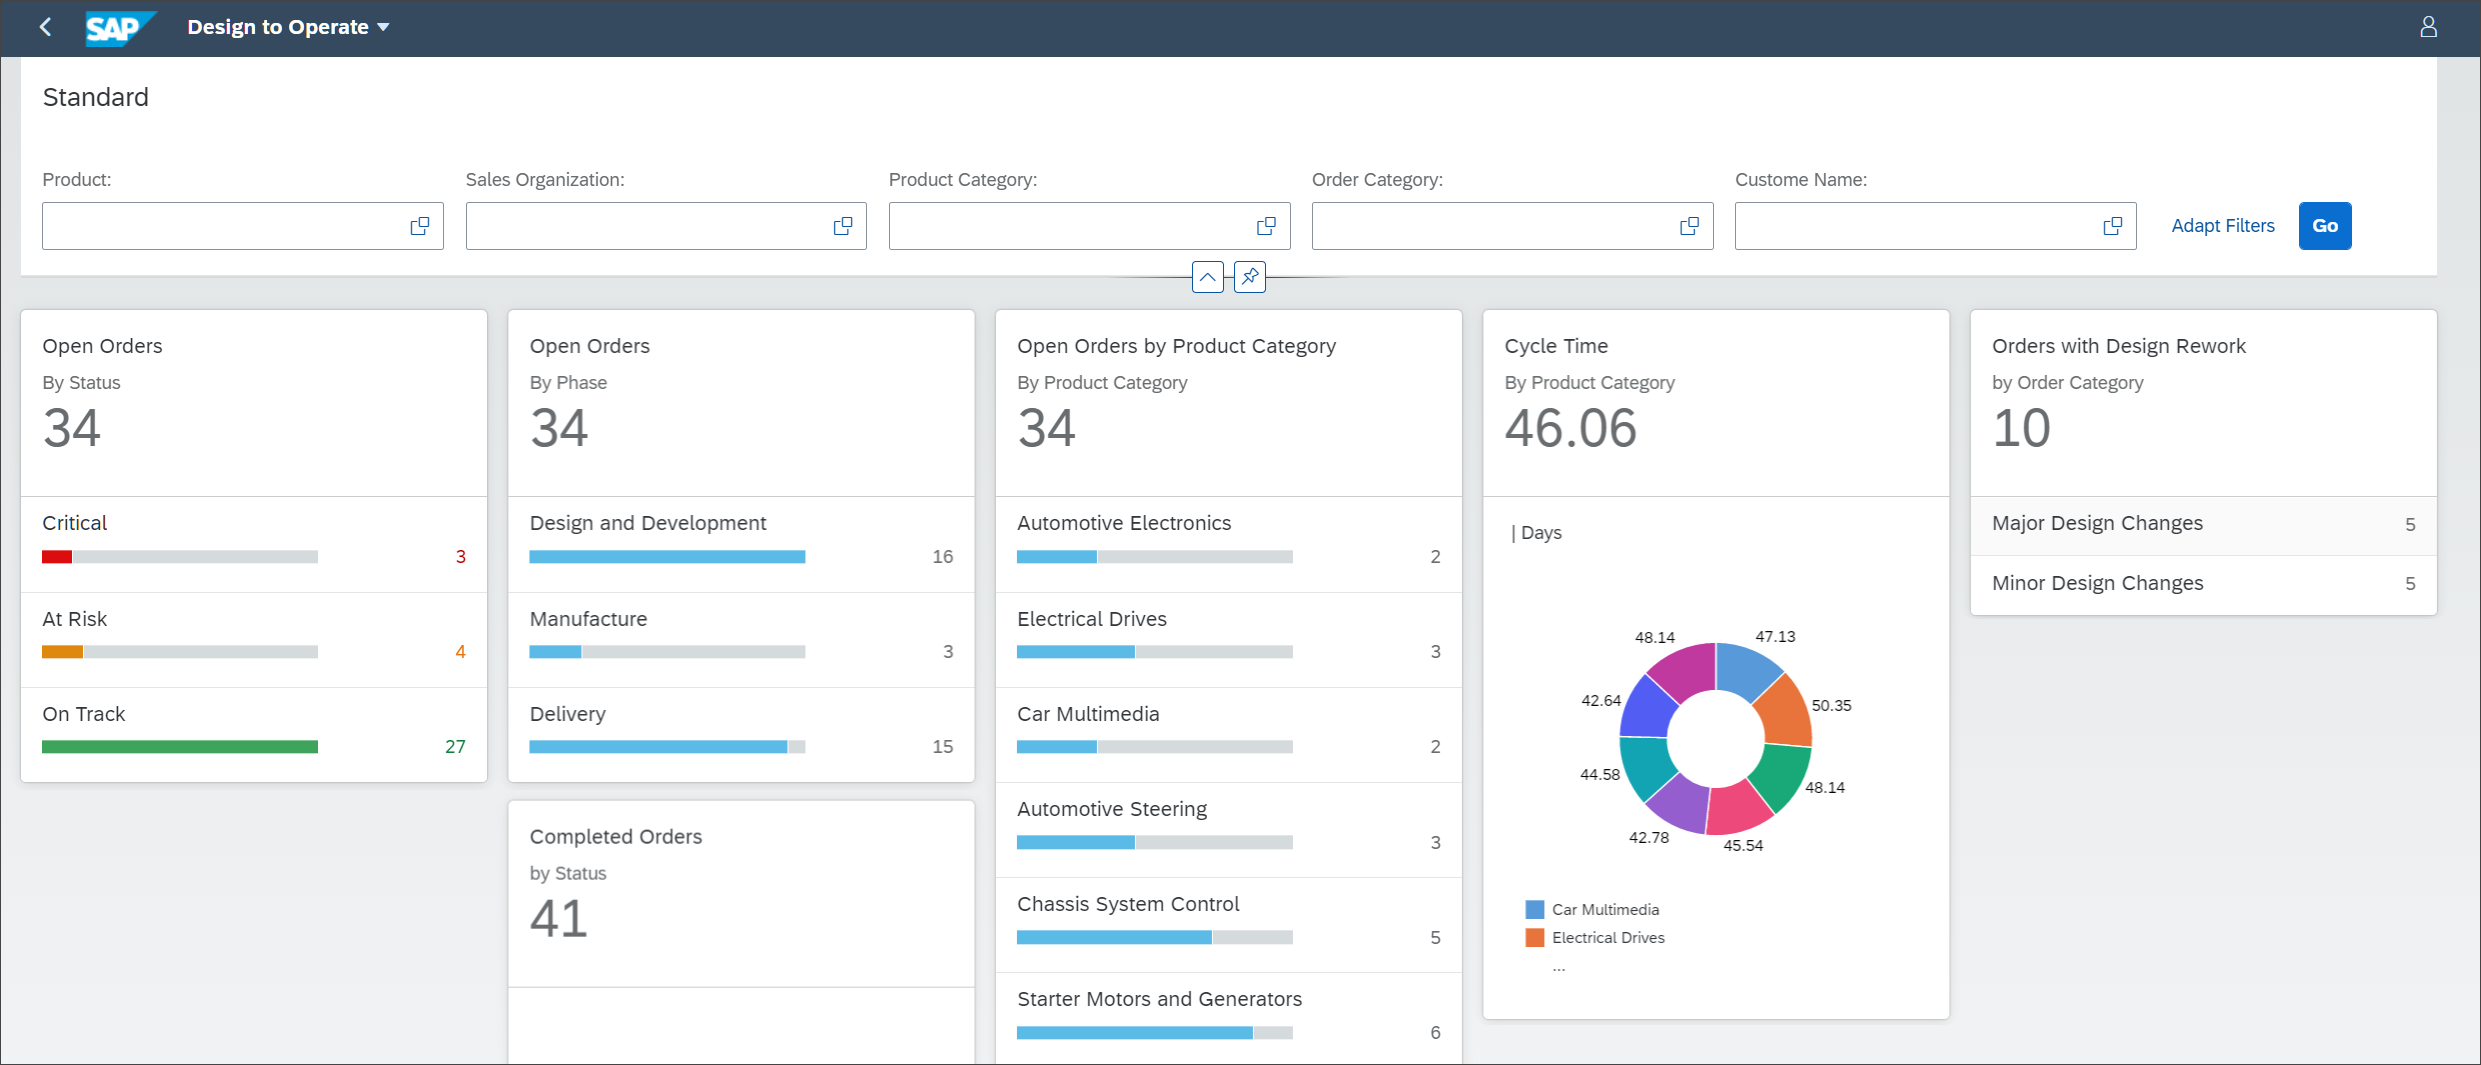 SAP Design to Operate
Standard
Product:
Sales Organization:
Product Category:
Order Category:
Custome Name:
Adapt Filters
Go
Open Orders
By Status
34
Critical
3
At Risk
4
On Track
27
Open Orders
By Phase
34
Design and Development
16
Manufacture
3
Delivery
15
Completed Orders
by Status
41
Open Orders by Product Category
By Product Category
34
Automotive Electronics
2
Electrical Drives
3
Car Multimedia
2
Automotive Steering
3
Chassis System Control
5
Starter Motors and Generators
6
Cycle Time
By Product Category
46.06
| Days
48.14
47.13
42.64
50.35
44.58
48.14
42.78
45.54
Car Multimedia
Electrical Drives
...
Orders with Design Rework
by Order Category
10
Major Design Changes
5
Minor Design Changes
5